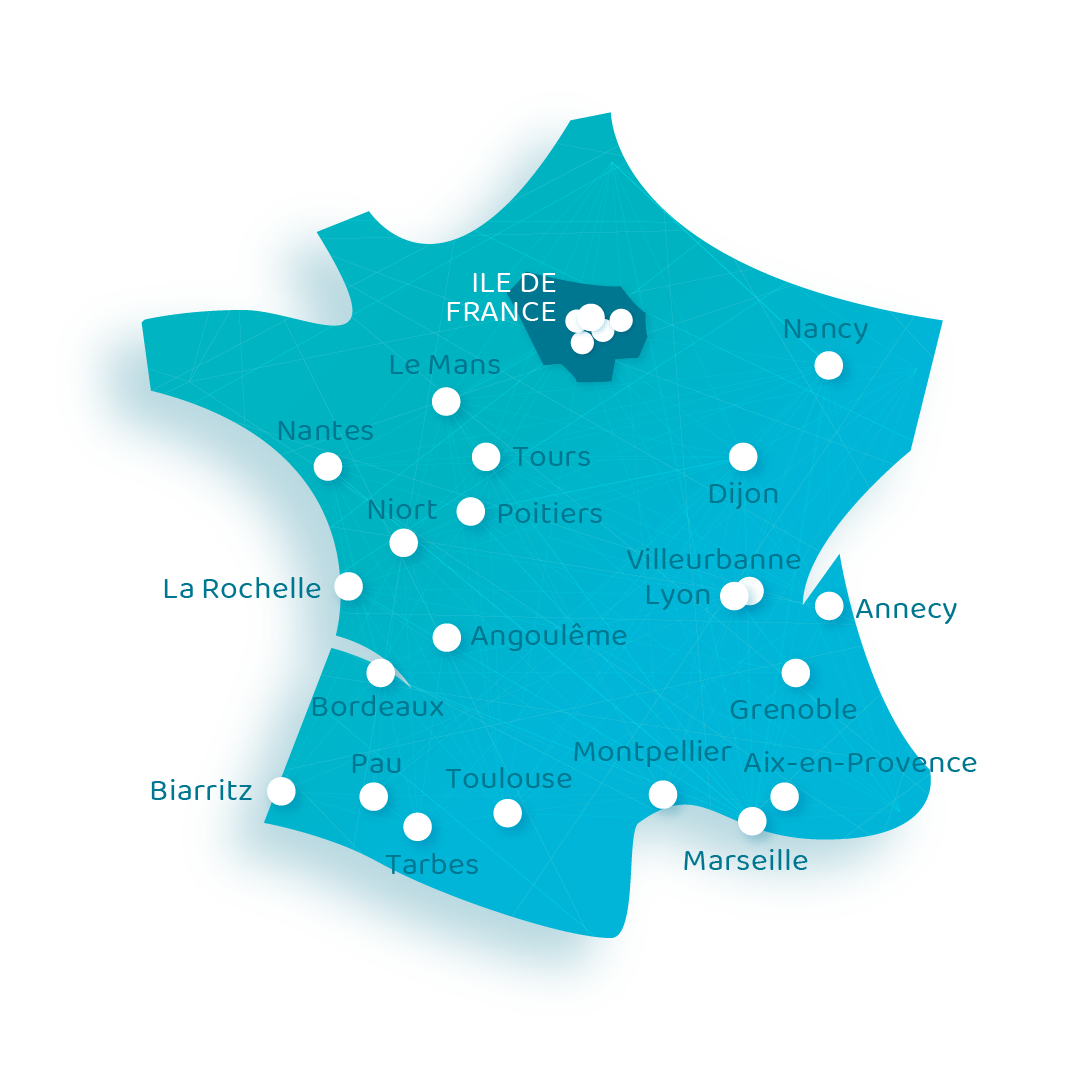 ILE DE
FRANCE
Nancy
Le Mans
Nantes
Tours
Dijon
Niort
Poitiers
Villeurbanne
La Rochelle
Lyon
Annecy
Angoulême
Bordeaux
Grenoble
Montpellier
Pau
Aix-en-Provence
Toulouse
Biarritz
Tarbes
Marseille